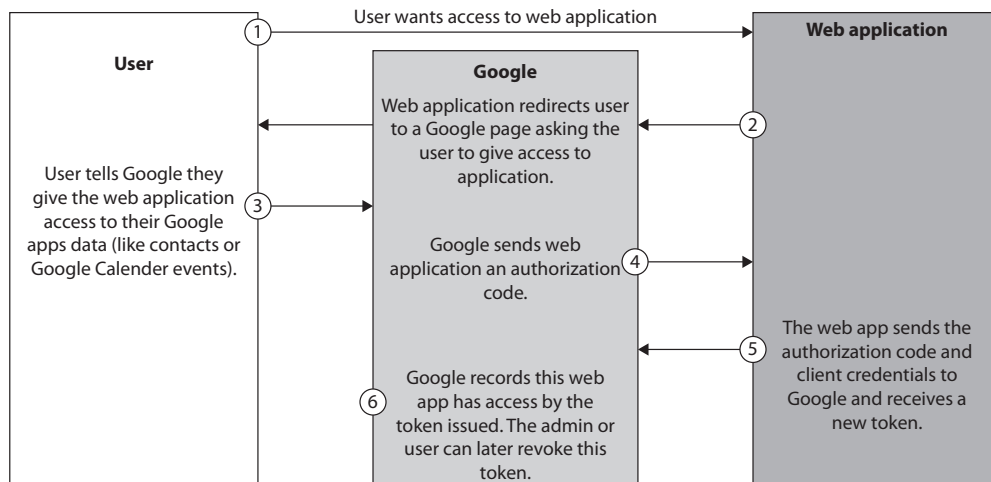 User wants access to web application
1
Web application
User
Google
Web application redirects user
to a Google page asking the
user to give access to
application.
2
User tells Google they
give the web application
access to their Google
apps data (like contacts or
Google Calender events).
3
Google sends web
application an authorization
code.
4
5
The web app sends the
authorization code and
client credentials to
Google and receives a
new token.
6
Google records this web
app has access by the
token issued. The admin or
user can later revoke this
token.